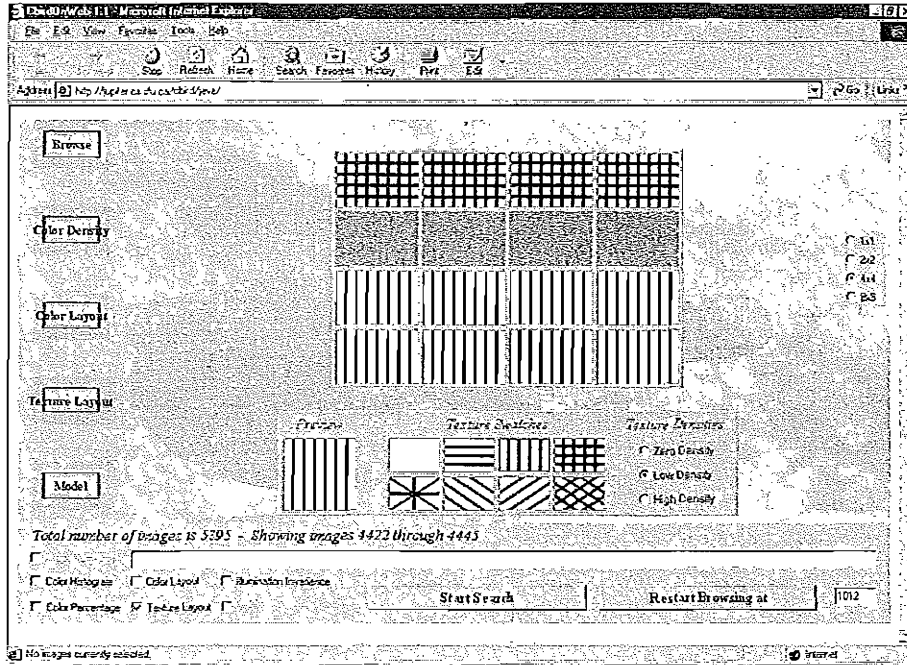 CbirdOnWeb 1.1 - Microsoft Internet Explorer
File Edit View Favorites Tools Help
Stop Refresh Home Search Favorites History Print Edit
Address Go Links
Browse
Color Density
1x1
2x2
4x4
8x8
Color Layout
Texture Layout
Preview Texture Swatches Texture Densities
Zero Density
Low Density
High Density
Model
Total number of images is 5395 - Showing images 4422 through 4445
Color Histogram Color Layout Illumination Invariance
Color Percentage Texture Layout
Start Search Restart Browsing at 1012
No images currently selected. Internet